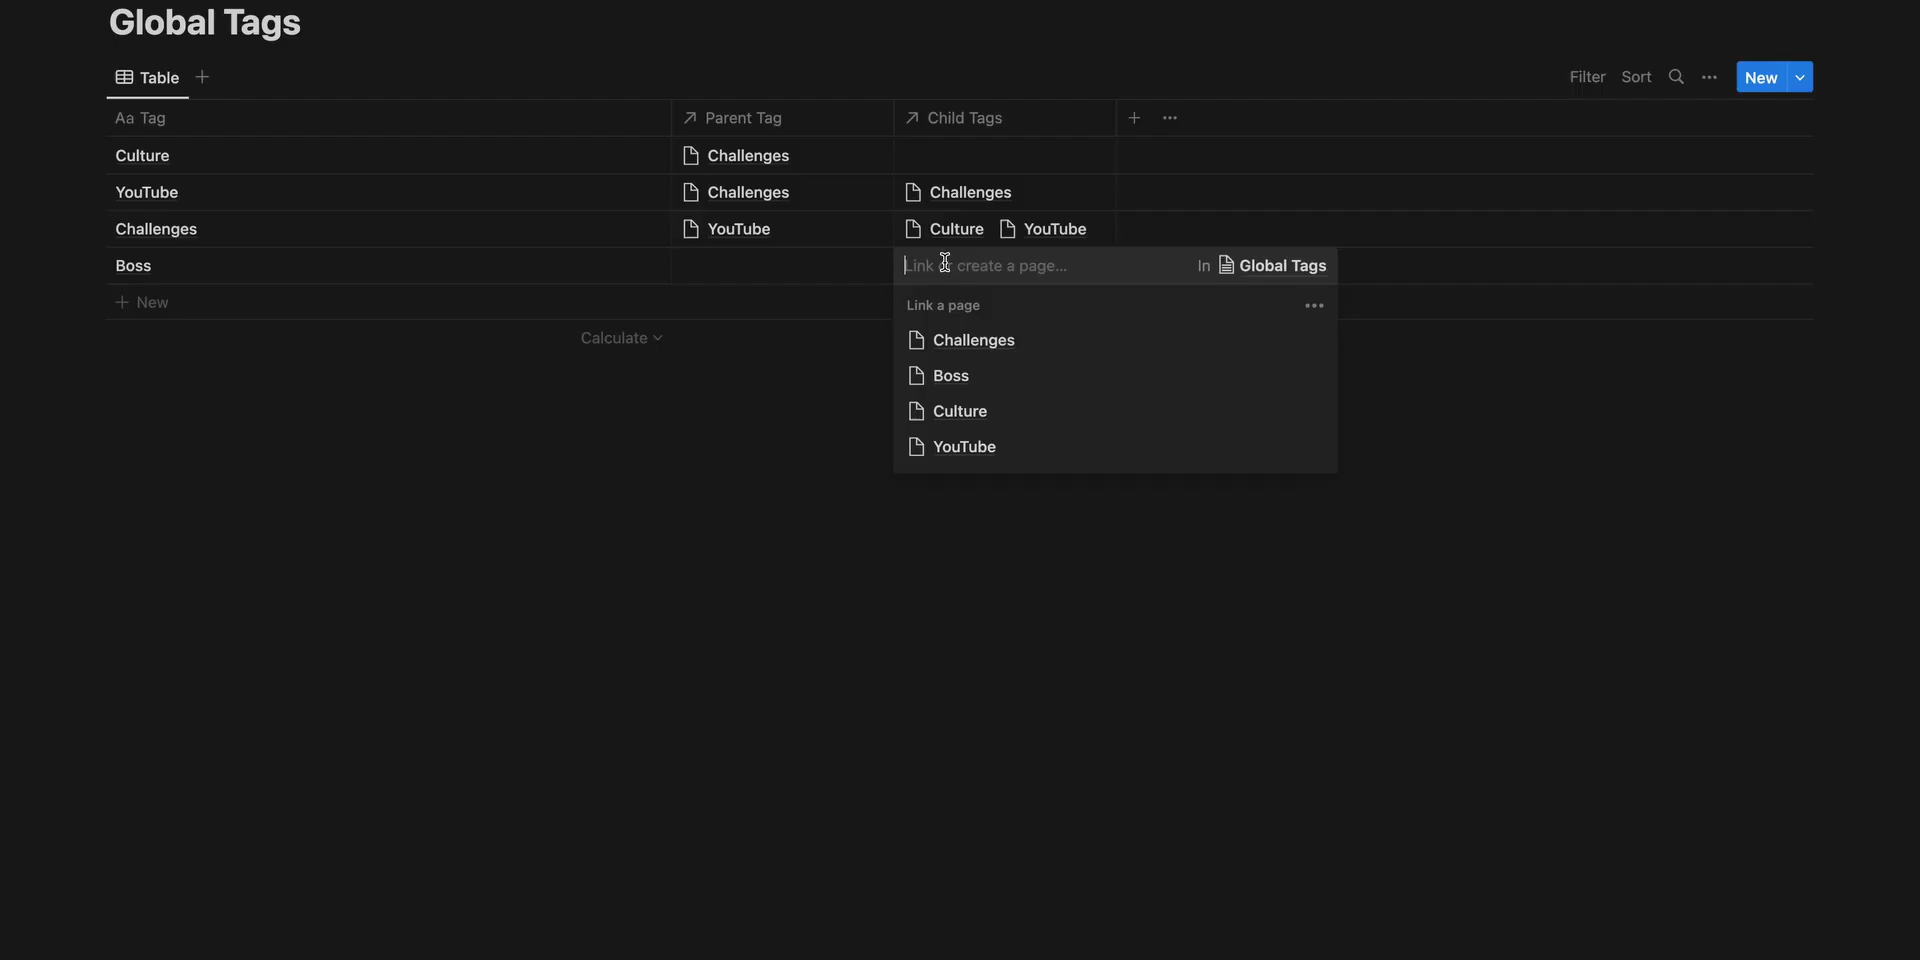 Global Tags
Table
Filter Sort New
Aa Tag Parent Tag Child Tags
Culture Challenges
YouTube Challenges Challenges
Challenges YouTube Culture YouTube
Boss Link or create a page... In Global Tags
New Link a page
Calculate Challenges
Boss
Culture
YouTube